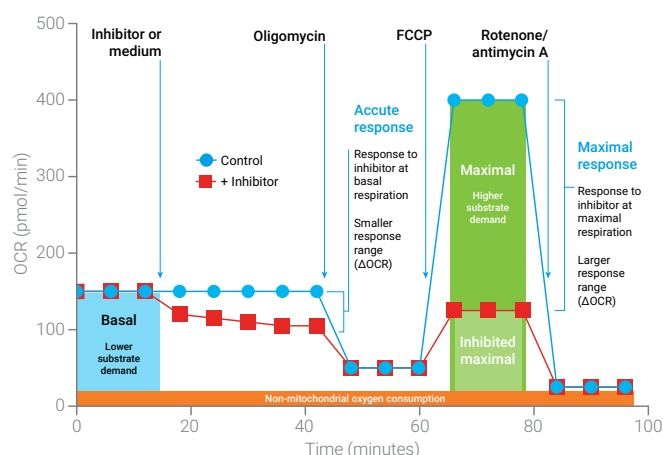 500
400
300
200
100
0
OCR (pmol/min)
Inhibitor or
medium
Oligomycin
FCCP
Rotenone/
antimycin A
Control
+ Inhibitor
Accute
response
Response to
inhibitor at
basal
respiration
Smaller
response
range
(ΔOCR)
Maximal
Higher
substrate
demand
Inhibited
maximal
Maximal
response
Response to
inhibitor at
maximal
respiration
Larger
response
range
(ΔOCR)
Basal
Lower
substrate
demand
Non-mitochondrial oxygen consumption
0
20
40
60
80
100
Time (minutes)